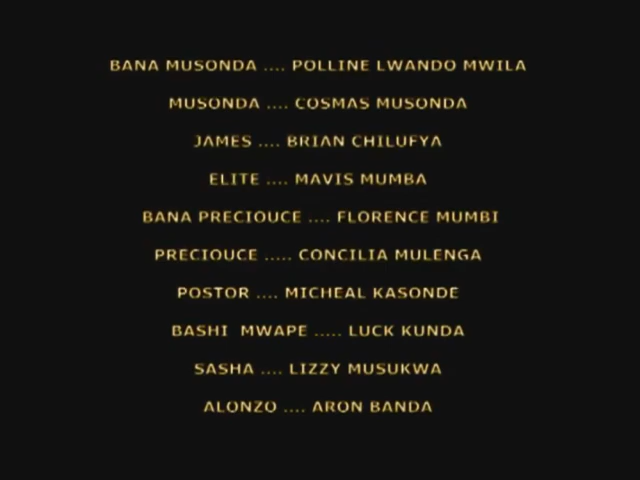 BANA MUSONDA .... POLLINE LWANDO MWILA
MUSONDA .... COSMAS MUSONDA
JAMES .... BRIAN CHILUFYA
ELITE .... MAVIS MUMBA
BANA PRECIOUCE .... FLORENCE MUMBI
PRECIOUCE ..... CONCILIA MULENGA
POSTOR .... MICHEAL KASONDE
BASHI  MWAPE ..... LUCK KUNDA
SASHA .... LIZZY MUSUKWA
ALONZO .... ARON BANDA